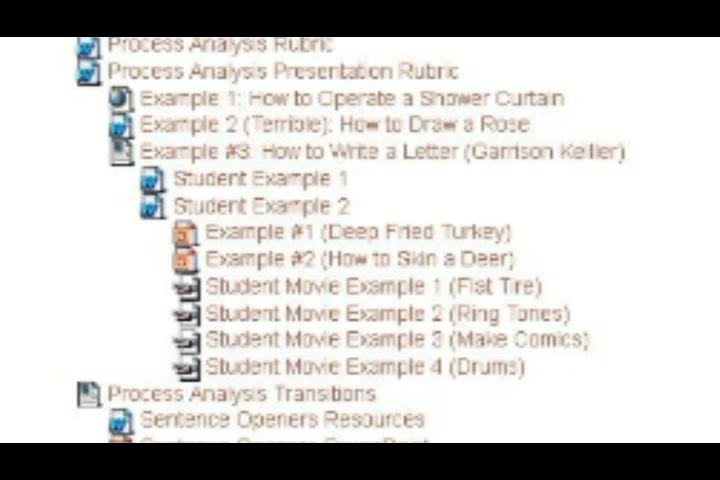 Process Analysis Rubric
Process Analysis Presentation Rubric
Example 1: How to Operate a Shower Curtain
Example 2 (Terrible): How to Draw a Rose
Example #3: How to Write a Letter (Garrison Keiller)
Student Example 1
Student Example 2
Example #1 (Deep Fried Turkey)
Example #2 (How to Skin a Deer)
Student Movie Example 1 (Flat Tire)
Student Movie Example 2 (Ring Tones)
Student Movie Example 3 (Make Comics)
Student Movie Example 4 (Drums)
Process Analysis Transitions
Sentence Openers Resources
Sentence Openers PowerPoint